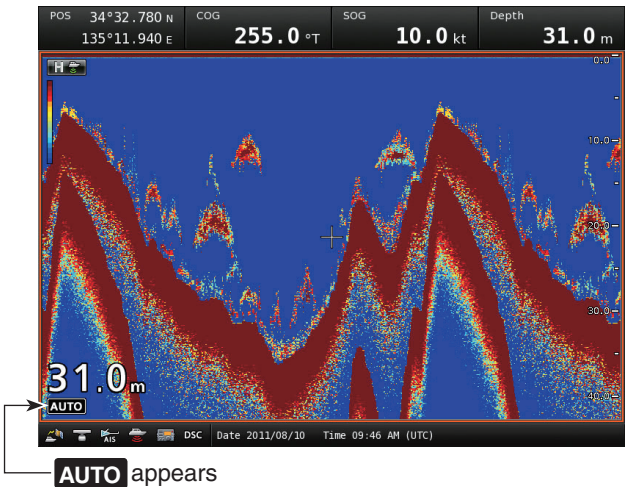 POS 34°32.780 N COG SOG Depth
135°11.940 E 255.0 °T 10.0 kt 31.0 m
H
0.0
10.0
20.0
30.0
31.0 m
40.0
AUTO
AIS DSC Date 2011/08/10 Time 09:46 AM (UTC)
AUTO appears